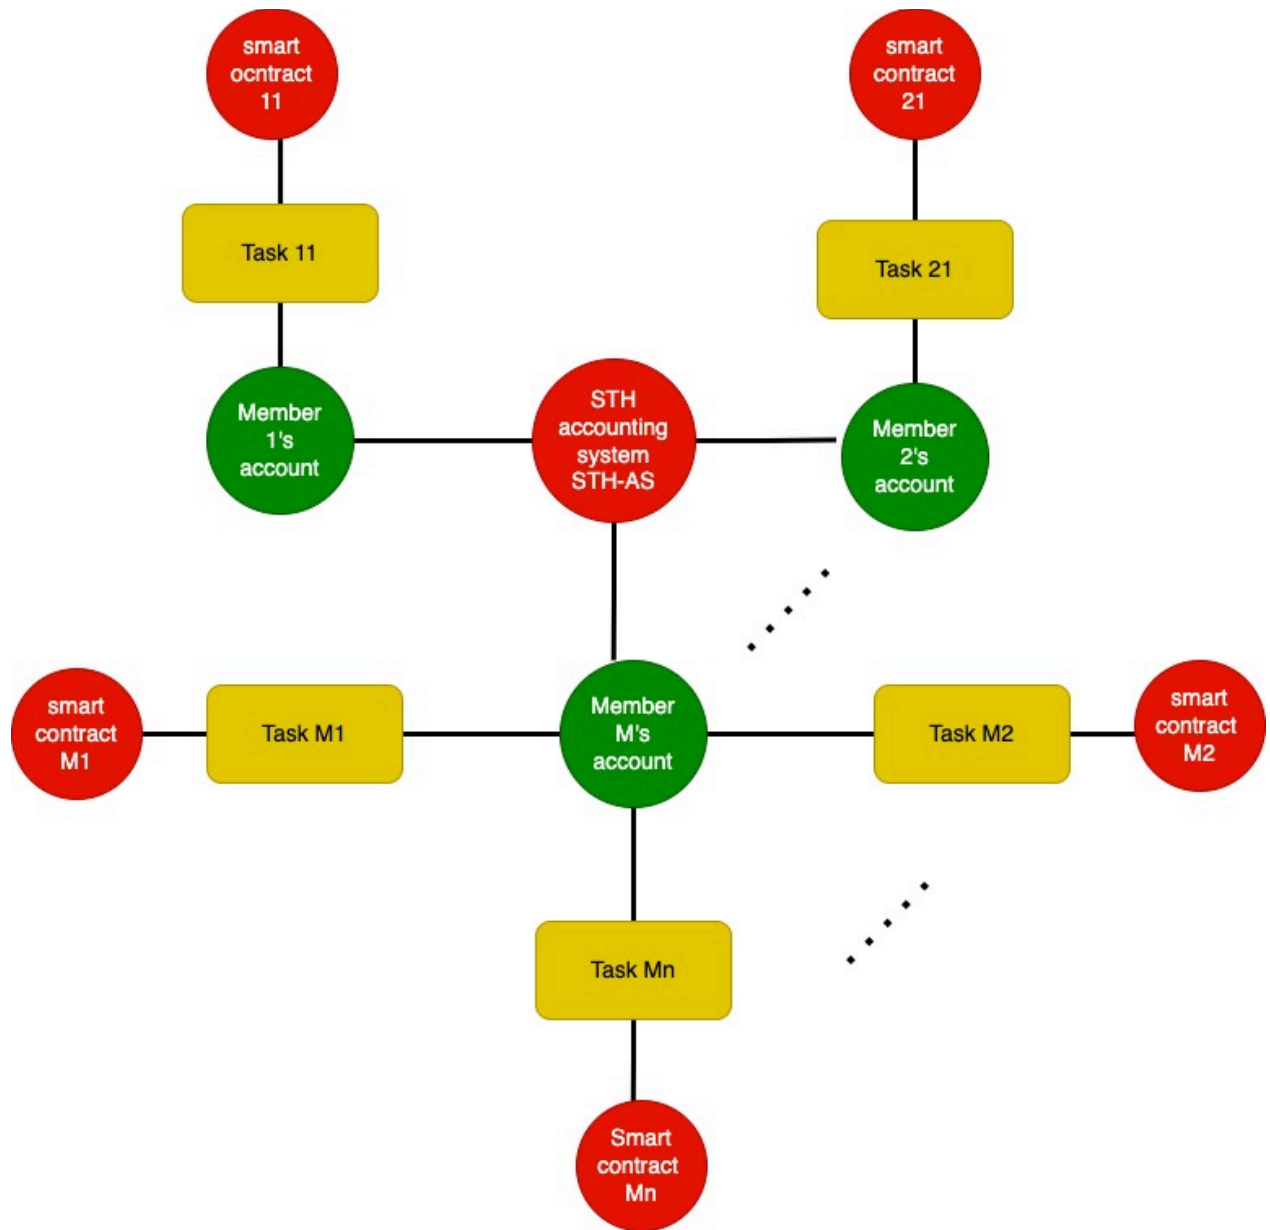 smart
ocntract
11
smart
contract
21
Task 11
Task 21
Member
1's
account
STH
accounting
system
STH-AS
Member
2's
account
smart
contract
M1
Task M1
Member
M's
account
Task M2
smart
contract
M2
Task Mn
Smart
contract
Mn